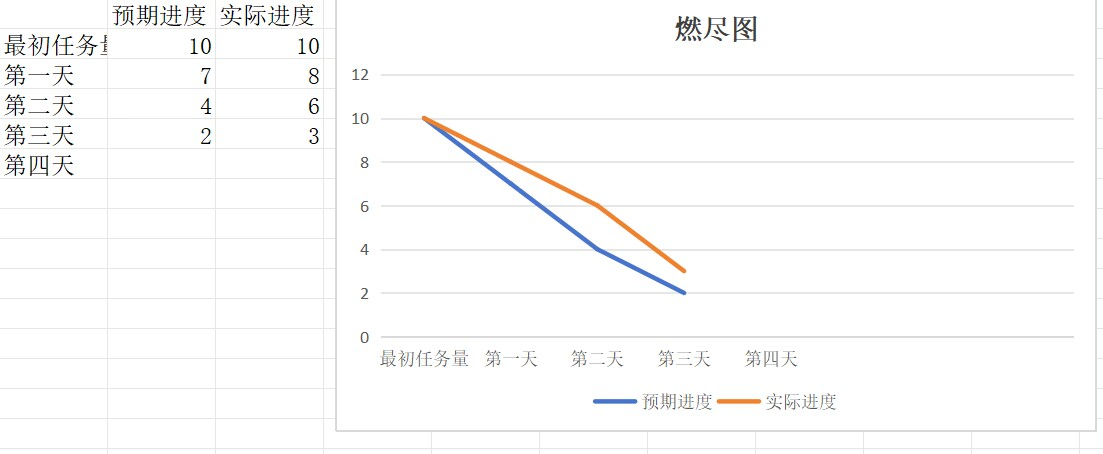 预期进度 实际进度
最初任务量 10 10
第一天 7 8
第二天 4 6
第三天 2 3
第四天
燃尽图
12
10
8
6
4
2
0
最初任务量 第一天 第二天 第三天 第四天
预期进度 实际进度